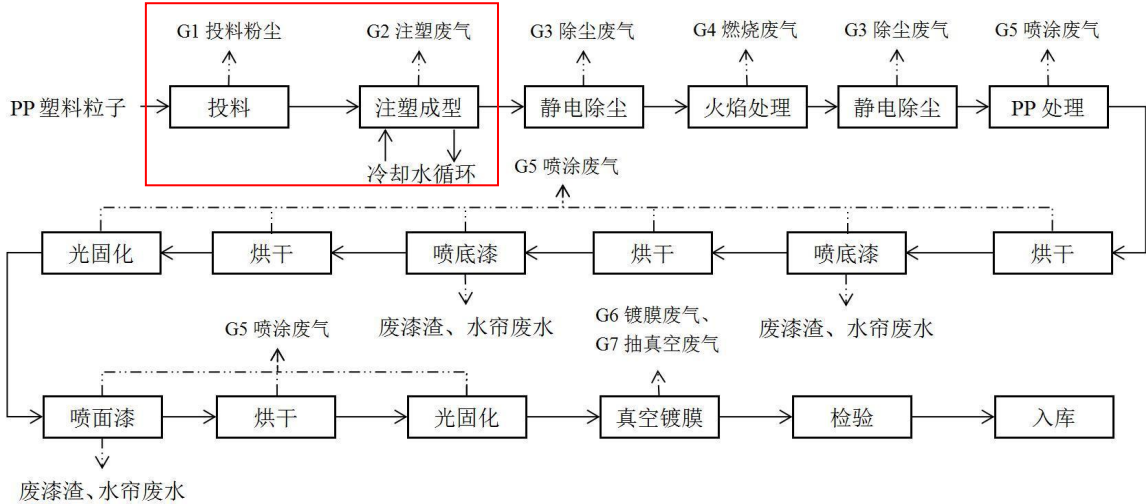 G1 投料粉尘
G2 注塑废气
G3 除尘废气
G4 燃烧废气
G3 除尘废气
G5 喷涂废气
PP 塑料粒子
投料
注塑成型
静电除尘
火焰处理
静电除尘
PP 处理
冷却水循环
G5 喷涂废气
光固化
烘干
喷底漆
烘干
喷底漆
烘干
废漆渣、水帘废水
废漆渣、水帘废水
G5 喷涂废气
G6 镀膜废气、
G7 抽真空废气
喷面漆
烘干
光固化
真空镀膜
检验
入库
废漆渣、水帘废水